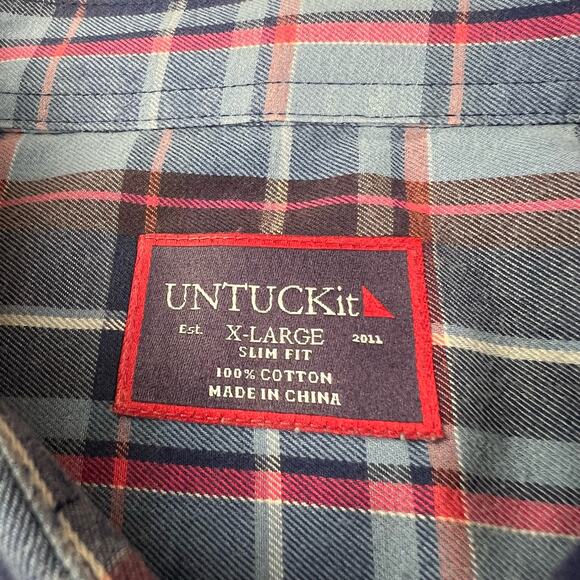 UNTUCKit
Est. X-LARGE 2011
SLIM FIT
100% COTTON
MADE IN CHINA